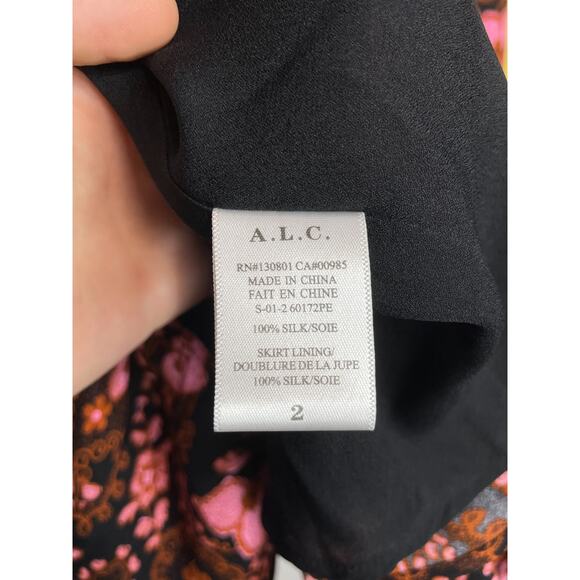 A.L.C.
RN#130801 CA#00985
MADE IN CHINA
FAIT EN CHINE
S-01-2 60172PE
100% SILK/SOIE
SKIRT LINING/
DOUBLURE DE LA JUPE
100% SILK/SOIE
2